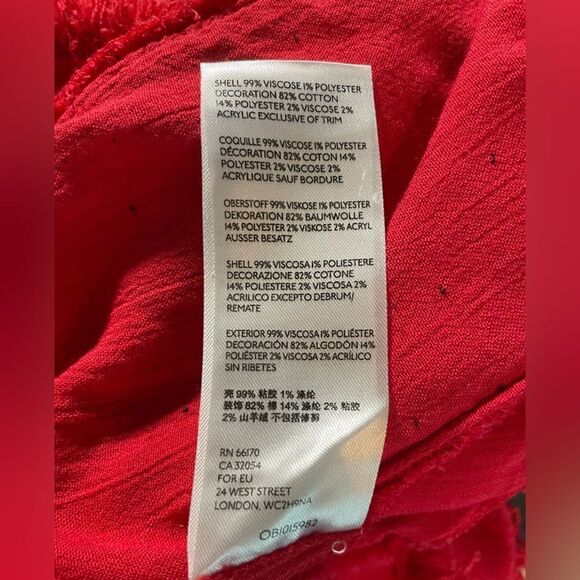 SHELL 99% VISCOSE 1% POLYESTER
DECORATION 82% COTTON
14% POLYESTER 2% VISCOSE 2%
ACRYLIC EXCLUSIVE OF TRIM
COQUILLE 99% VISCOSE 1% POLYESTER
DÉCORATION 82% COTON 14%
POLYESTER 2% VISCOSE 2%
ACRYLIQUE SAUF BORDURE
OBERSTOFF 99% VISKOSE 1% POLYESTER
DEKORATION 82% BAUMWOLLE
14% POLYESTER 2% VISKOSE 2% ACRYL
AUSSER BESATZ
SHELL 99% VISCOSA 1% POLIESTERE
DECORAZIONE 82% COTONE
14% POLIESTERE 2% VISCOSA 2%
ACRILICO EXCEPTO DEBRUM/
REMATE
EXTERIOR 99% VISCOSA 1% POLIÉSTER
DECORACIÓN 82% ALGODÓN 14%
POLIÉSTER 2% VISCOSA 2% ACRÍLICO
SIN RIBETES
壳 99% 粘胶 1% 涤纶
装饰 82% 棉 14% 涤纶 2% 粘胶
2% 山羊绒 不包括修剪
RN 66170
CA 32054
FOR EU
24 WEST STREET
LONDON, WC2H9NA
OB1015982